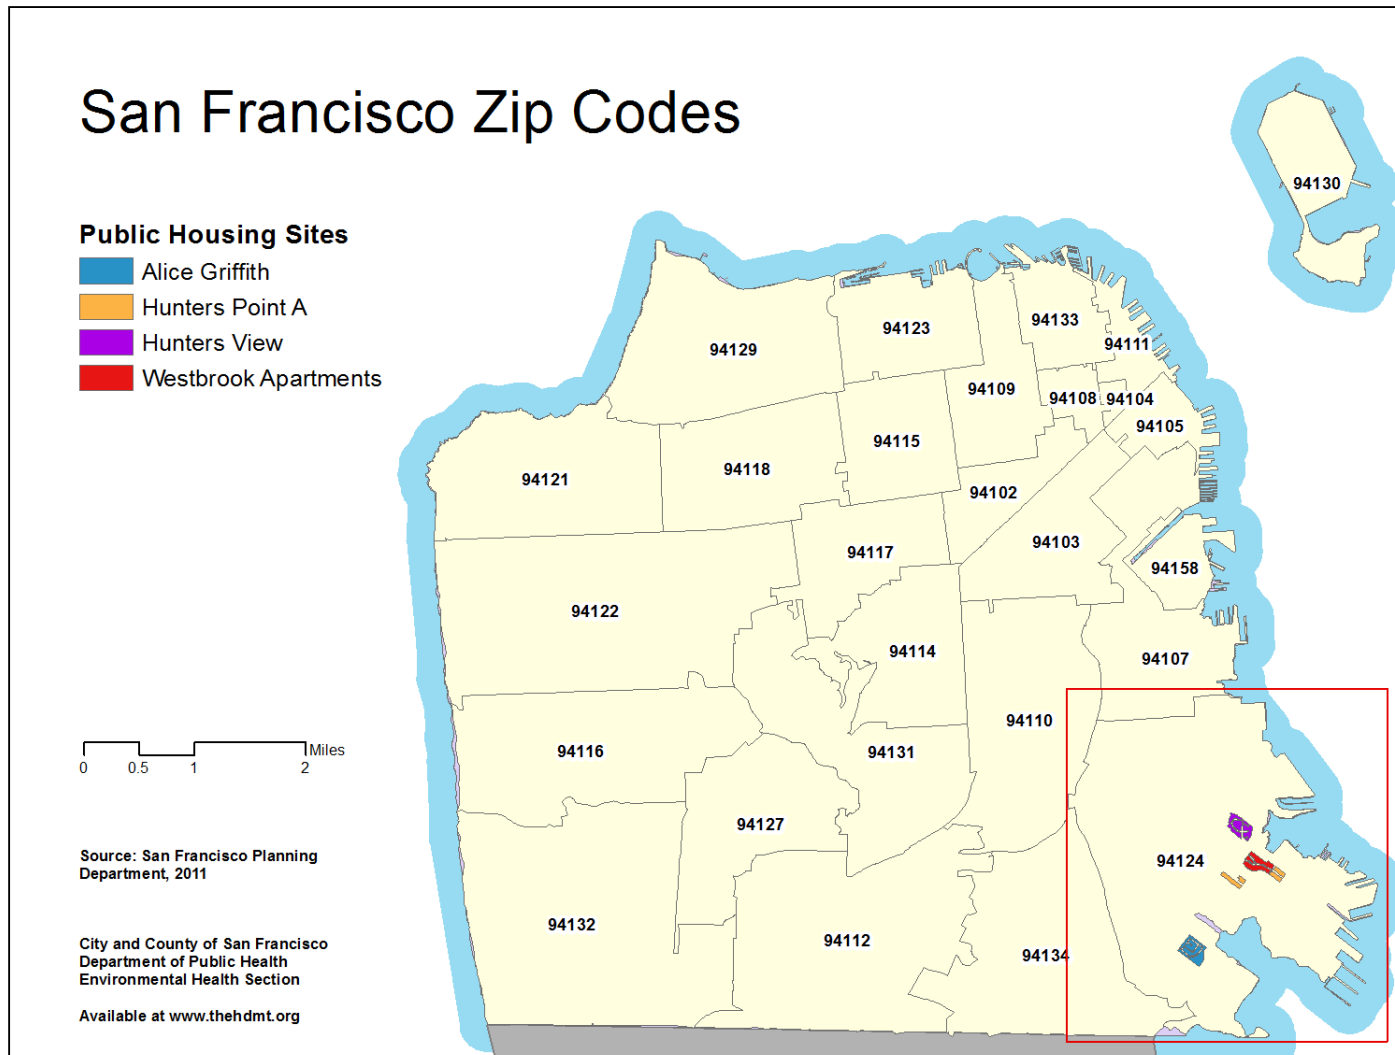 San Francisco Zip Codes
Public Housing Sites
Alice Griffith
Hunters Point A
Hunters View
Westbrook Apartments
94130
94123
94133
94111
94129
94109
94108
94104
94105
94115
94118
94121
94102
94103
94117
94158
94122
94114
94107
94110
94116
94131
0 0.5 1 2 Miles
94127
94124
Source: San Francisco Planning
Department, 2011
94132
94112
94134
City and County of San Francisco
Department of Public Health
Environmental Health Section
Available at www.thehdmt.org